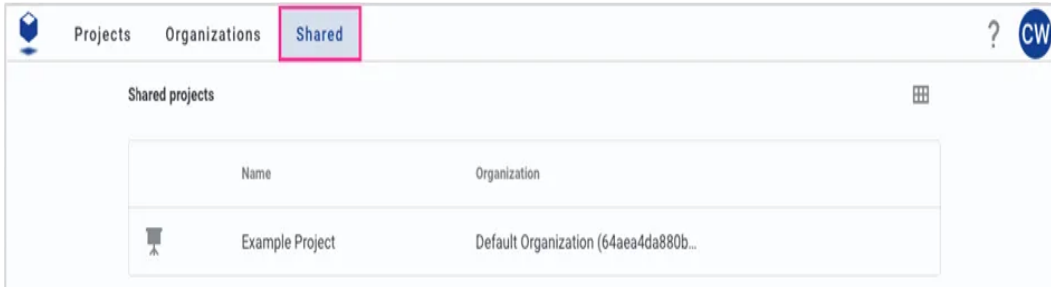 Projects Organizations Shared ? CW
Shared projects
Name Organization
Example Project Default Organization (64aea4da880b...